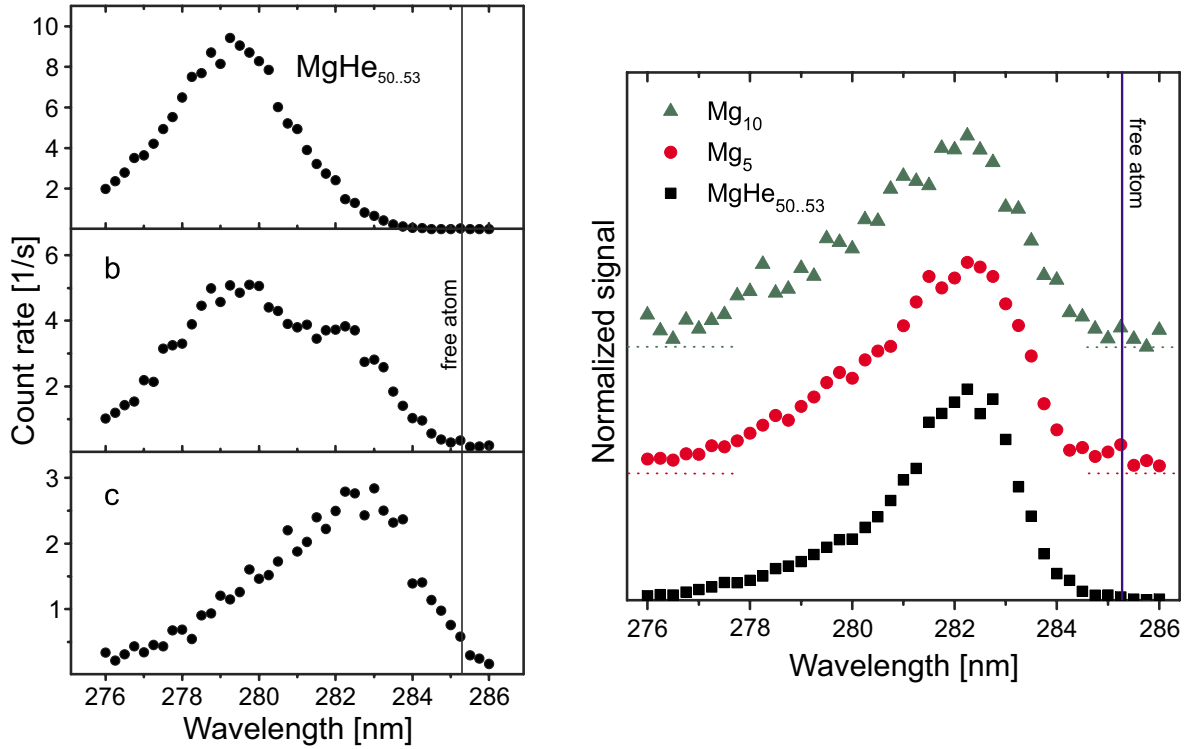 10
8
6
4
2
MgHe50..53
6
4
2
b
free atom
3
2
1
c
Count rate [1/s]
276 278 280 282 284 286
Wavelength [nm]
Mg10
Mg5
MgHe50..53
free atom
Normalized signal
276 278 280 282 284 286
Wavelength [nm]